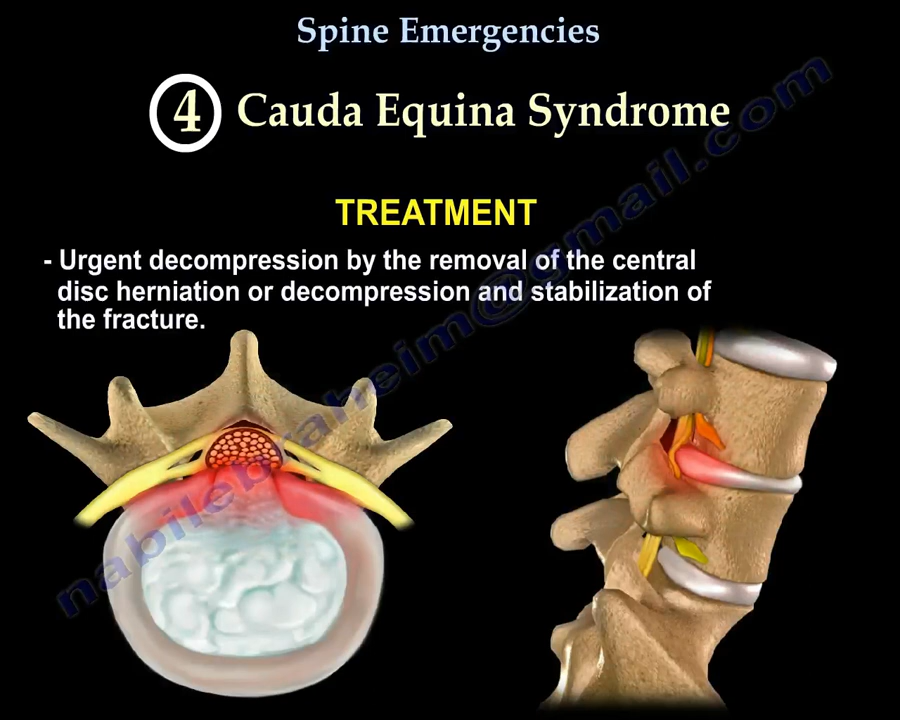 Spine Emergencies
4 Cauda Equina Syndrome
TREATMENT
- Urgent decompression by the removal of the central
disc herniation or decompression and stabilization of
the fracture.
nabilebraheim@gmail.com